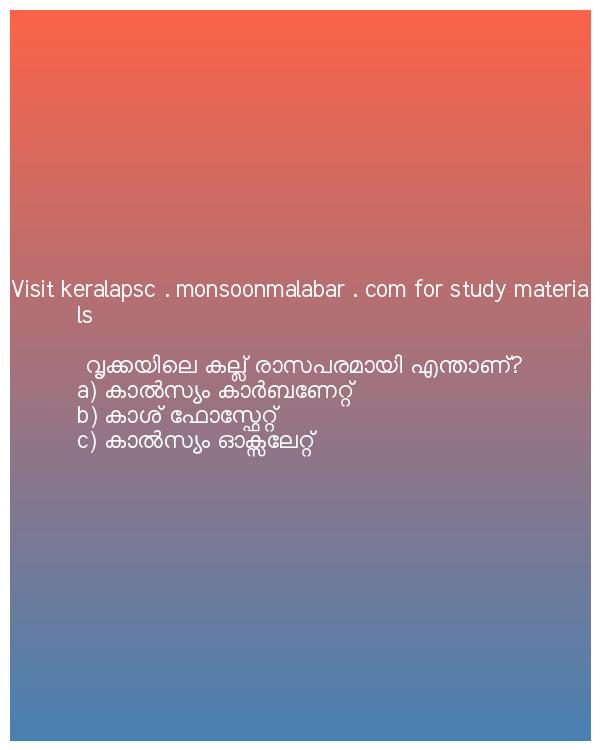 Visit keralapsc . monsoonmalabar . com for study materia
ls
വൃക്കയിലെ കല്ല് രാസപരമായി എന്താണ്?
a) കാൽസ്യം കാർബണേറ്റ്
b) കാശ് ഫോസ്ഫേറ്റ്
c) കാൽസ്യം ഓക്സലേറ്റ്